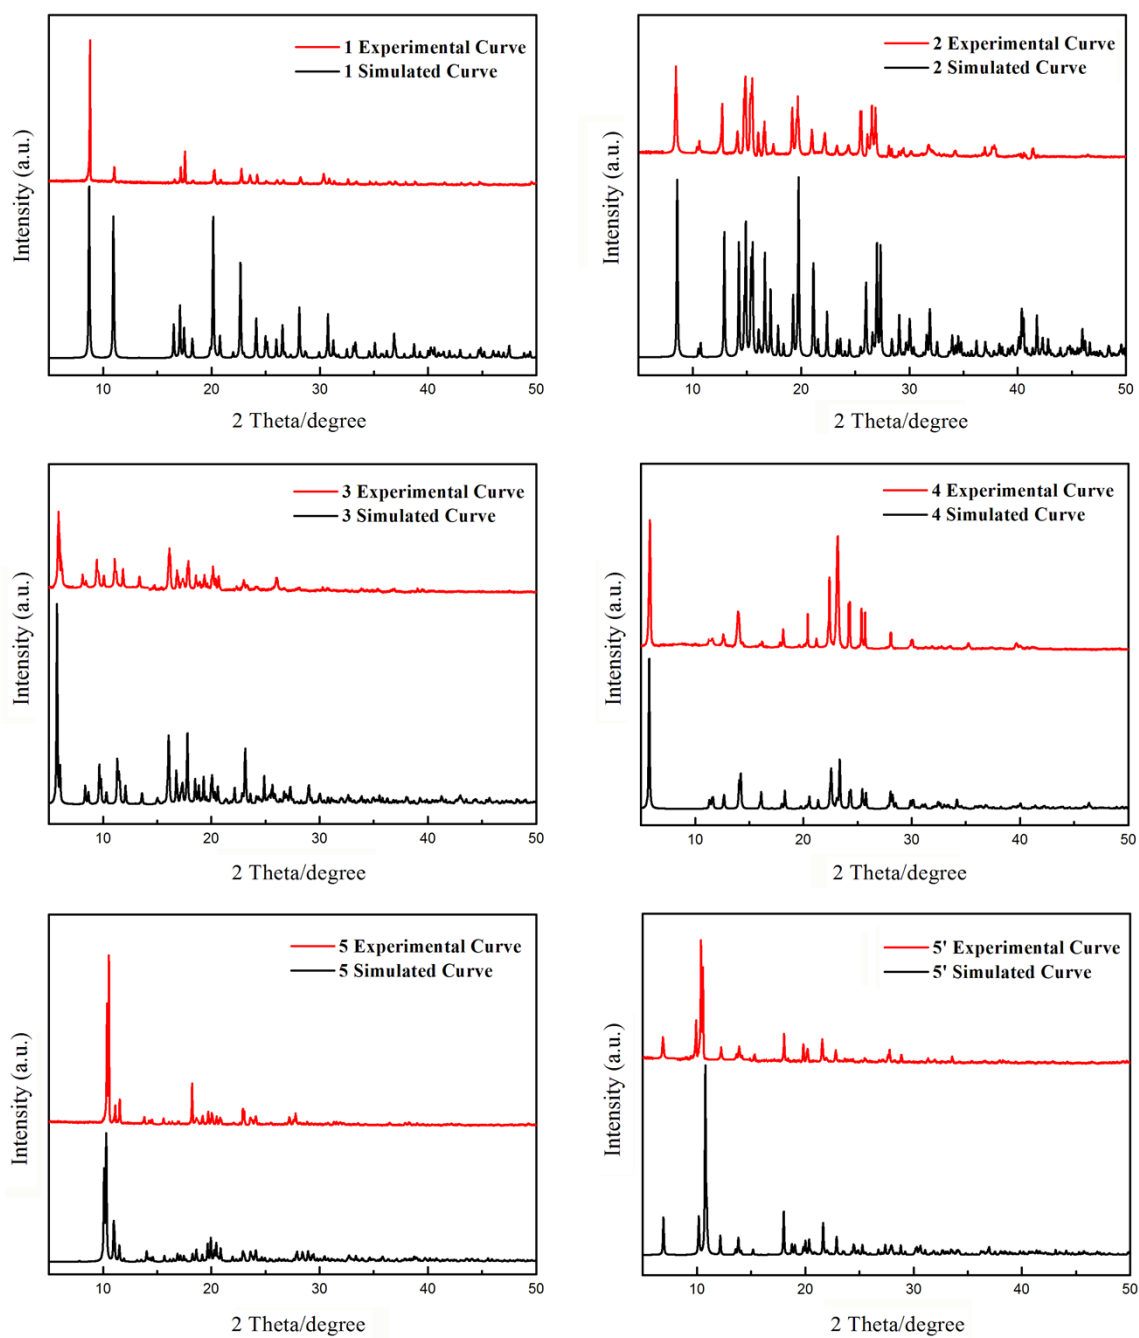 Intensity (a.u.)
1 Experimental Curve
1 Simulated Curve
10 20 30 40 50
2 Theta/degree
Intensity (a.u.)
2 Experimental Curve
2 Simulated Curve
10 20 30 40 50
2 Theta/degree
Intensity (a.u.)
3 Experimental Curve
3 Simulated Curve
10 20 30 40 50
2 Theta/degree
Intensity (a.u.)
4 Experimental Curve
4 Simulated Curve
10 20 30 40 50
2 Theta/degree
Intensity (a.u.)
5 Experimental Curve
5 Simulated Curve
10 20 30 40 50
2 Theta/degree
Intensity (a.u.)
5' Experimental Curve
5' Simulated Curve
10 20 30 40 50
2 Theta/degree